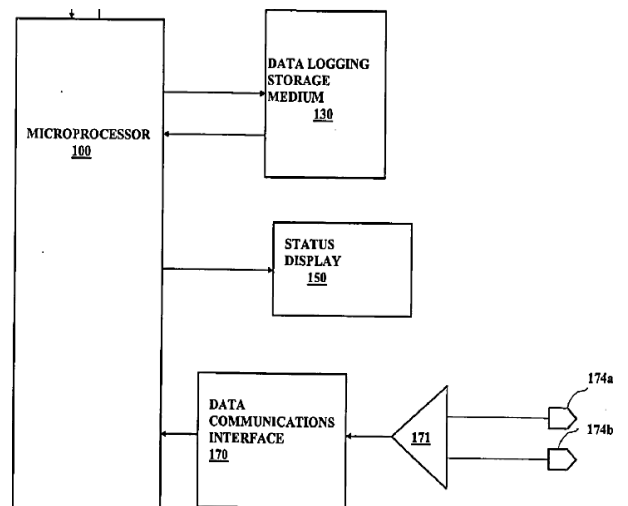 DATA LOGGING
STORAGE
MEDIUM
130
MICROPROCESSOR
100
STATUS
DISPLAY
150
174a
DATA
COMMUNICATIONS
INTERFACE
170
171
174b